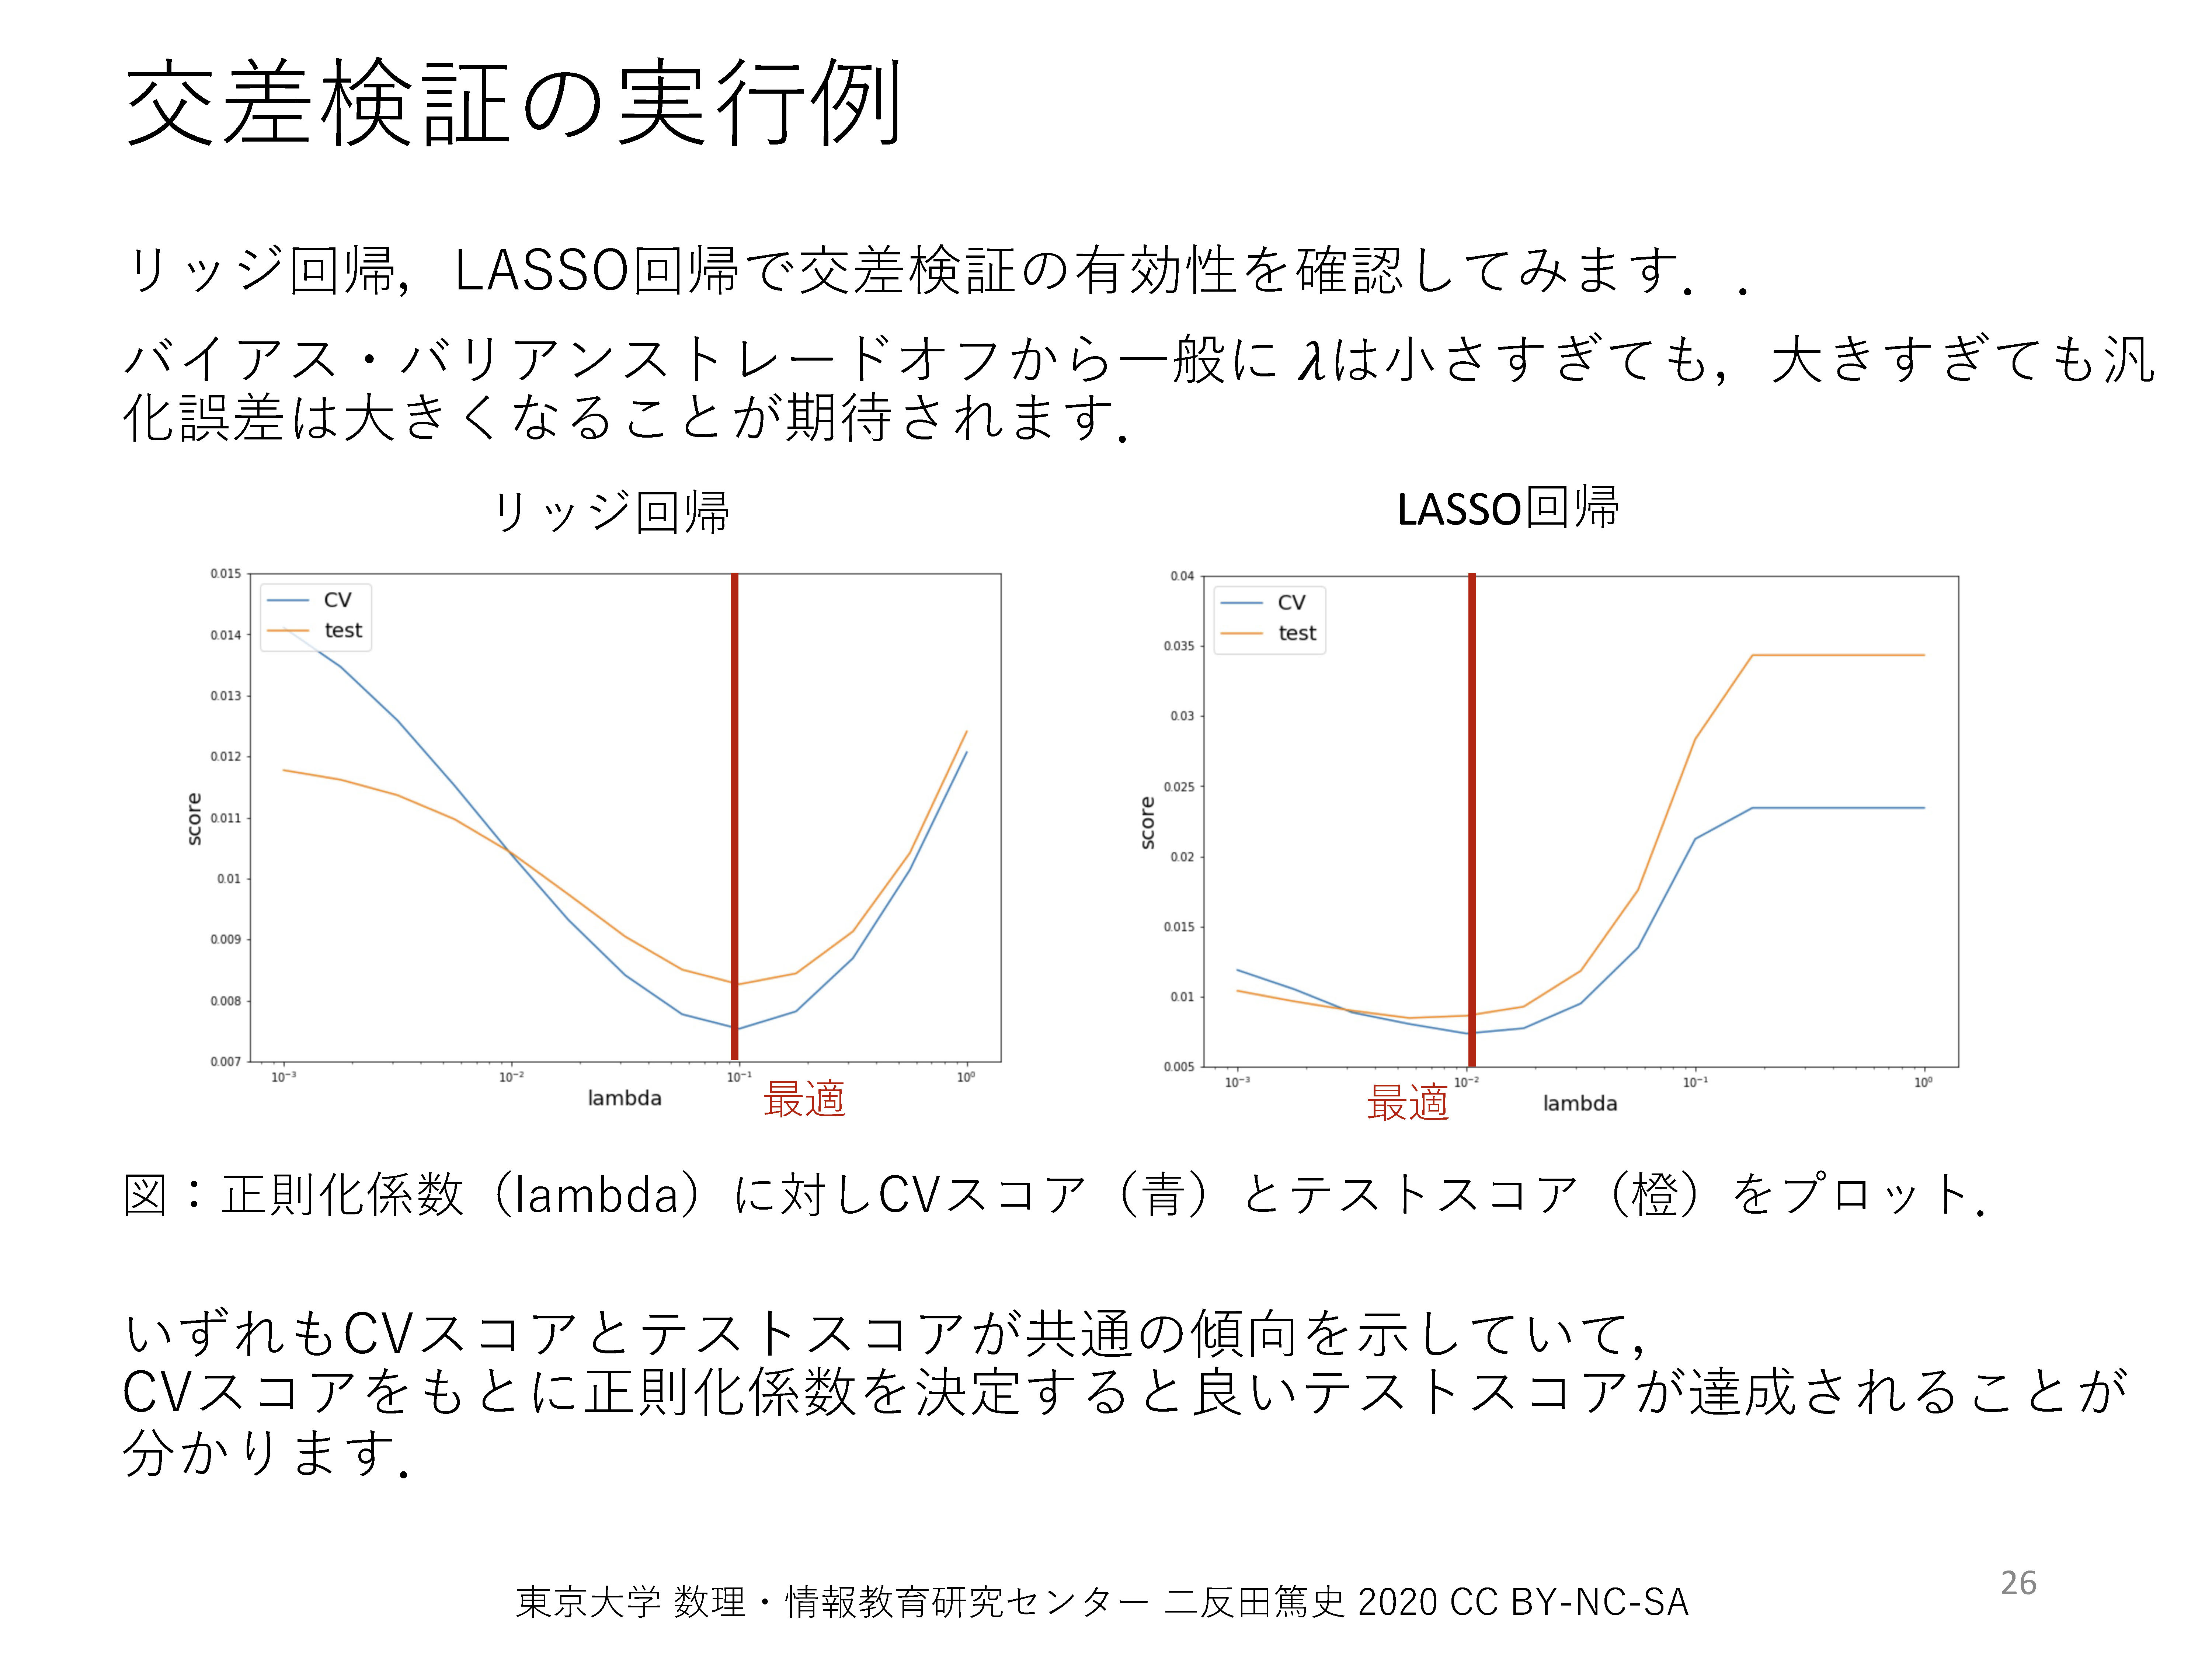 交差検証の実行例
リッジ回帰，LASSO回帰で交差検証の有効性を確認してみます．．
バイアス・バリアンストレードオフから一般に λは小さすぎても，大きすぎても汎
化誤差は大きくなることが期待されます．
リッジ回帰
LASSO回帰
CV
test
0.015
0.014
0.013
0.012
0.011
0.01
0.009
0.008
0.007
score
10⁻³
10⁻²
10⁻¹
10⁰
lambda
最適
CV
test
0.04
0.035
0.03
0.025
0.02
0.015
0.01
0.005
score
10⁻³
10⁻²
10⁻¹
10⁰
最適
lambda
図：正則化係数（lambda）に対しCVスコア（青）とテストスコア（橙）をプロット．
いずれもCVスコアとテストスコアが共通の傾向を示していて，
CVスコアをもとに正則化係数を決定すると良いテストスコアが達成されることが
分かります．
東京大学 数理・情報教育研究センター 二反田篤史 2020 CC BY-NC-SA
26